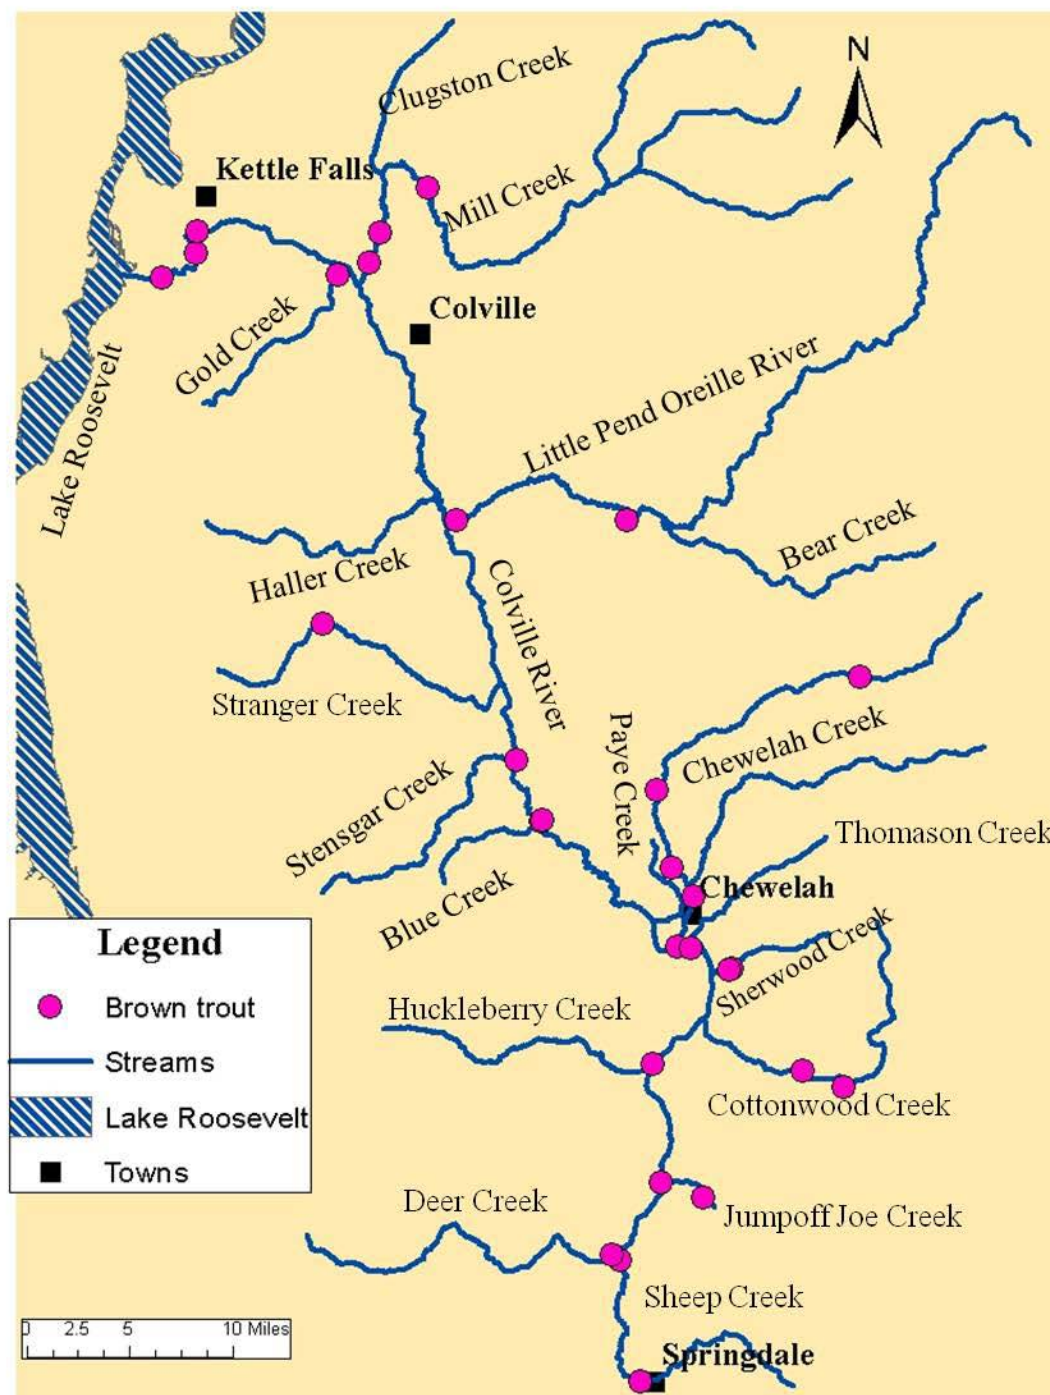 Clugston Creek
N
Kettle Falls
Mill Creek
Colville
Gold Creek
Lake Roosevelt
Little Pend Oreille River
Bear Creek
Haller Creek
Colville River
Stranger Creek
Paye Creek
Chewelah Creek
Stensgar Creek
Thomason Creek
Blue Creek
Chewelah
Sherwood Creek
Huckleberry Creek
Cottonwood Creek
Legend
Brown trout
Streams
Lake Roosevelt
Towns
Deer Creek
Jumpoff Joe Creek
Sheep Creek
0 2.5 5 10 Miles
Springdale